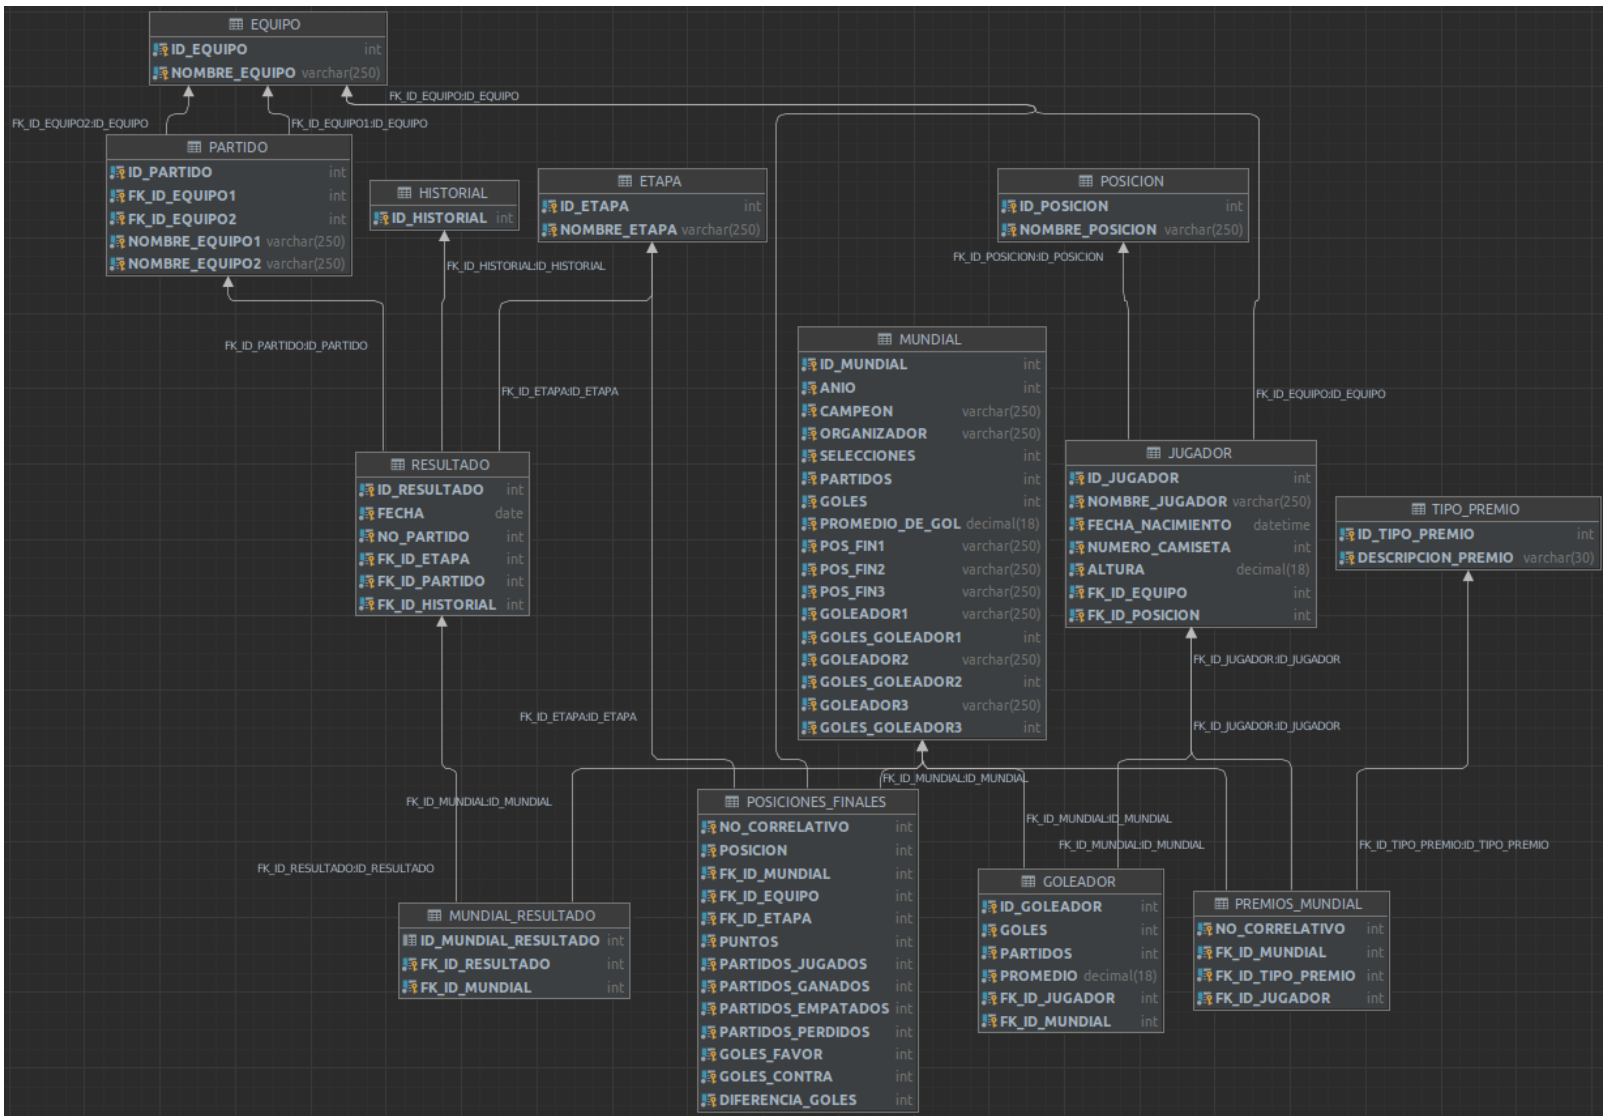 EQUIPO
ID_EQUIPO int
NOMBRE_EQUIPO varchar(250)
FK_ID_EQUIPO:ID_EQUIPO
FK_ID_EQUIPO2:ID_EQUIPO
FK_ID_EQUIPO1:ID_EQUIPO
PARTIDO
ID_PARTIDO int
FK_ID_EQUIPO1 int
FK_ID_EQUIPO2 int
NOMBRE_EQUIPO1 varchar(250)
NOMBRE_EQUIPO2 varchar(250)
HISTORIAL
ID_HISTORIAL int
ETAPA
ID_ETAPA int
NOMBRE_ETAPA varchar(250)
POSICION
ID_POSICION int
NOMBRE_POSICION varchar(250)
FK_ID_POSICION:ID_POSICION
FK_ID_HISTORIAL:ID_HISTORIAL
FK_ID_PARTIDO:ID_PARTIDO
FK_ID_ETAPA:ID_ETAPA
FK_ID_EQUIPO:ID_EQUIPO
MUNDIAL
ID_MUNDIAL int
ANIO int
CAMPEON varchar(250)
ORGANIZADOR varchar(250)
SELECCIONES int
PARTIDOS int
GOLES int
PROMEDIO_DE_GOL decimal(18)
POS_FIN1 varchar(250)
POS_FIN2 varchar(250)
POS_FIN3 varchar(250)
GOLEADOR1 varchar(250)
GOLES_GOLEADOR1 int
GOLEADOR2 varchar(250)
GOLES_GOLEADOR2 int
GOLEADOR3 varchar(250)
GOLES_GOLEADOR3 int
RESULTADO
ID_RESULTADO int
FECHA date
NO_PARTIDO int
FK_ID_ETAPA int
FK_ID_PARTIDO int
FK_ID_HISTORIAL int
JUGADOR
ID_JUGADOR int
NOMBRE_JUGADOR varchar(250)
FECHA_NACIMIENTO datetime
NUMERO_CAMISETA int
ALTURA decimal(18)
FK_ID_EQUIPO int
FK_ID_POSICION int
TIPO_PREMIO
ID_TIPO_PREMIO int
DESCRIPCION_PREMIO varchar(30)
FK_ID_JUGADOR:ID_JUGADOR
FK_ID_ETAPA:ID_ETAPA
FK_ID_JUGADOR:ID_JUGADOR
FK_ID_MUNDIAL:ID_MUNDIAL
FK_ID_MUNDIAL:ID_MUNDIAL
FK_ID_MUNDIAL:ID_MUNDIAL
FK_ID_MUNDIAL:ID_MUNDIAL
FK_ID_TIPO_PREMIO:ID_TIPO_PREMIO
FK_ID_RESULTADO:ID_RESULTADO
POSICIONES_FINALES
NO_CORRELATIVO int
POSICION int
FK_ID_MUNDIAL int
FK_ID_EQUIPO int
FK_ID_ETAPA int
PUNTOS int
PARTIDOS_JUGADOS int
PARTIDOS_GANADOS int
PARTIDOS_EMPATADOS int
PARTIDOS_PERDIDOS int
GOLES_FAVOR int
GOLES_CONTRA int
DIFERENCIA_GOLES int
MUNDIAL_RESULTADO
ID_MUNDIAL_RESULTADO int
FK_ID_RESULTADO int
FK_ID_MUNDIAL int
GOLEADOR
ID_GOLEADOR int
GOLES int
PARTIDOS int
PROMEDIO decimal(18)
FK_ID_JUGADOR int
FK_ID_MUNDIAL int
PREMIOS_MUNDIAL
NO_CORRELATIVO int
FK_ID_MUNDIAL int
FK_ID_TIPO_PREMIO int
FK_ID_JUGADOR int